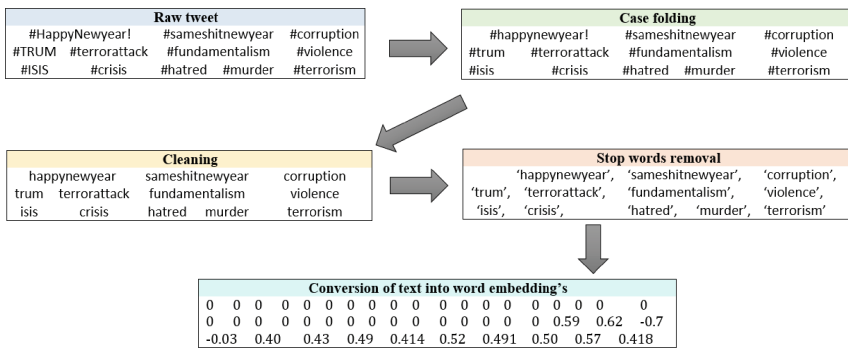 Raw tweet
#HappyNewyear! #sameshitnewyear #corruption
#TRUM #terrorattack #fundamentalism #violence
#ISIS #crisis #hatred #murder #terrorism
Case folding
#happynewyear! #sameshitnewyear #corruption
#trum #terrorattack #fundamentalism #violence
#isis #crisis #hatred #murder #terrorism
Cleaning
happynewyear sameshitnewyear corruption
trum terrorattack fundamentalism violence
isis crisis hatred murder terrorism
Stop words removal
‘happynewyear’, ‘sameshitnewyear’, ‘corruption’,
‘trum’, ‘terrorattack’, ‘fundamentalism’, ‘violence’,
‘isis’, ‘crisis’, ‘hatred’, ‘murder’, ‘terrorism’
Conversion of text into word embedding’s
0 0 0 0 0 0 0 0 0 0 0 0 0 0 0 0 0 0
0 0 0 0 0 0 0 0 0 0 0 0 0 0 0 0.59 0.62 -0.7
-0.03 0.40 0.43 0.49 0.414 0.52 0.491 0.50 0.57 0.418